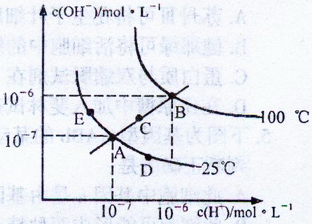 c(OH⁻)/mol·L⁻¹
10⁻⁶
B
100 ℃
E
C
10⁻⁷
A
D
25℃
10⁻⁷
10⁻⁶
c(H⁺)/mol·L⁻¹